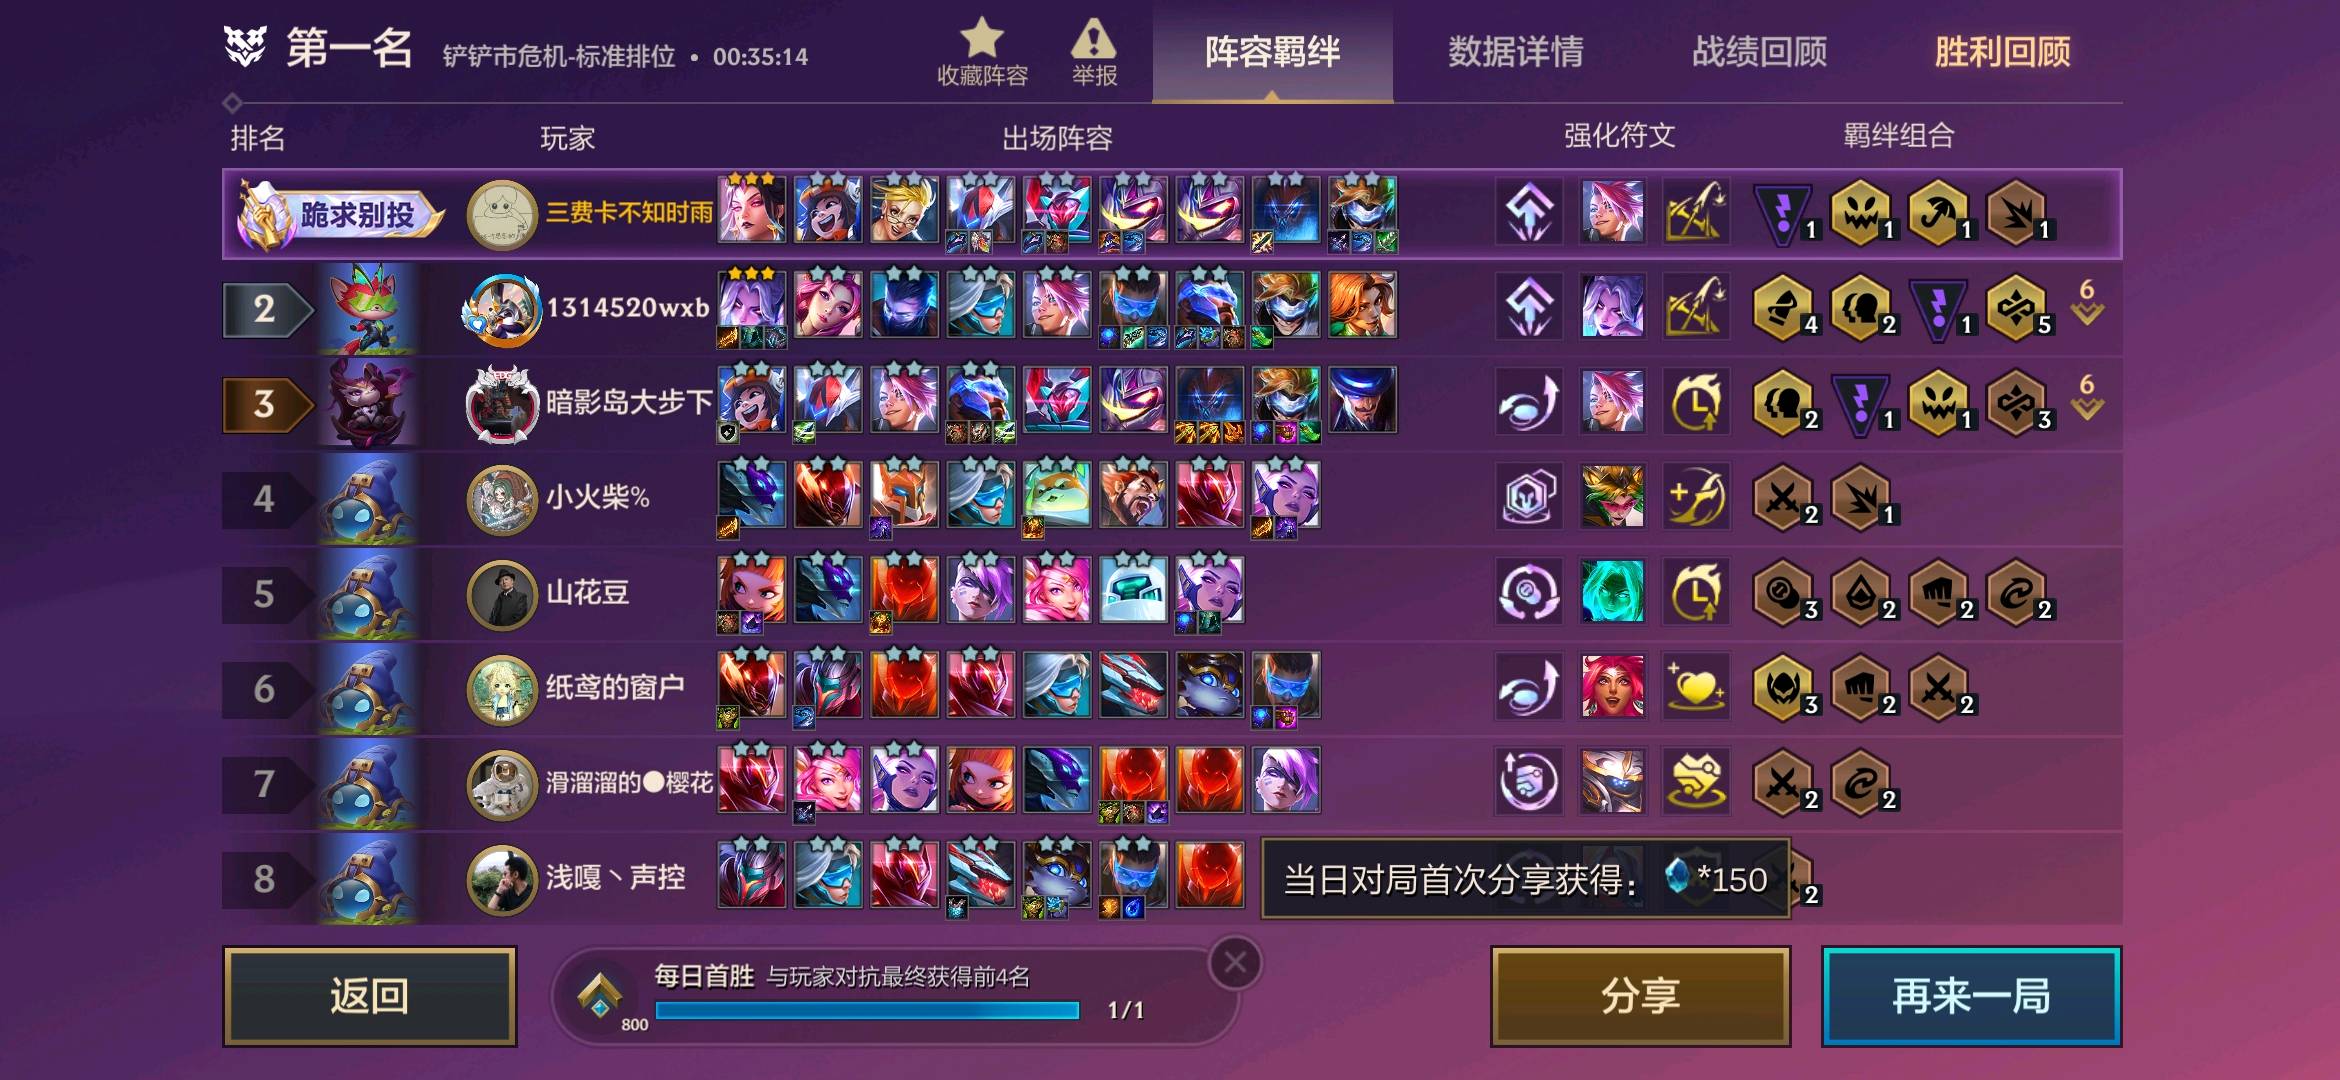 第一名 铲铲市危机-标准排位 • 00:35:14
收藏阵容 举报 阵容羁绊 数据详情 战绩回顾 胜利回顾
排名 玩家 出场阵容 强化符文 羁绊组合
跪求别投 三费卡不知时雨 1 1 1 1
2 1314520wxb 4 2 1 5 6
3 暗影岛大步下 2 1 1 3 6
4 小火柴% 2 1
5 山花豆 3 2 2 2
6 纸鸢的窗户 3 2 2
7 滑溜溜的●樱花 2 2
8 浅嘎丶声控 2
当日对局首次分享获得: *150
返回
每日首胜 与玩家对抗最终获得前4名
800 1/1
分享
再来一局